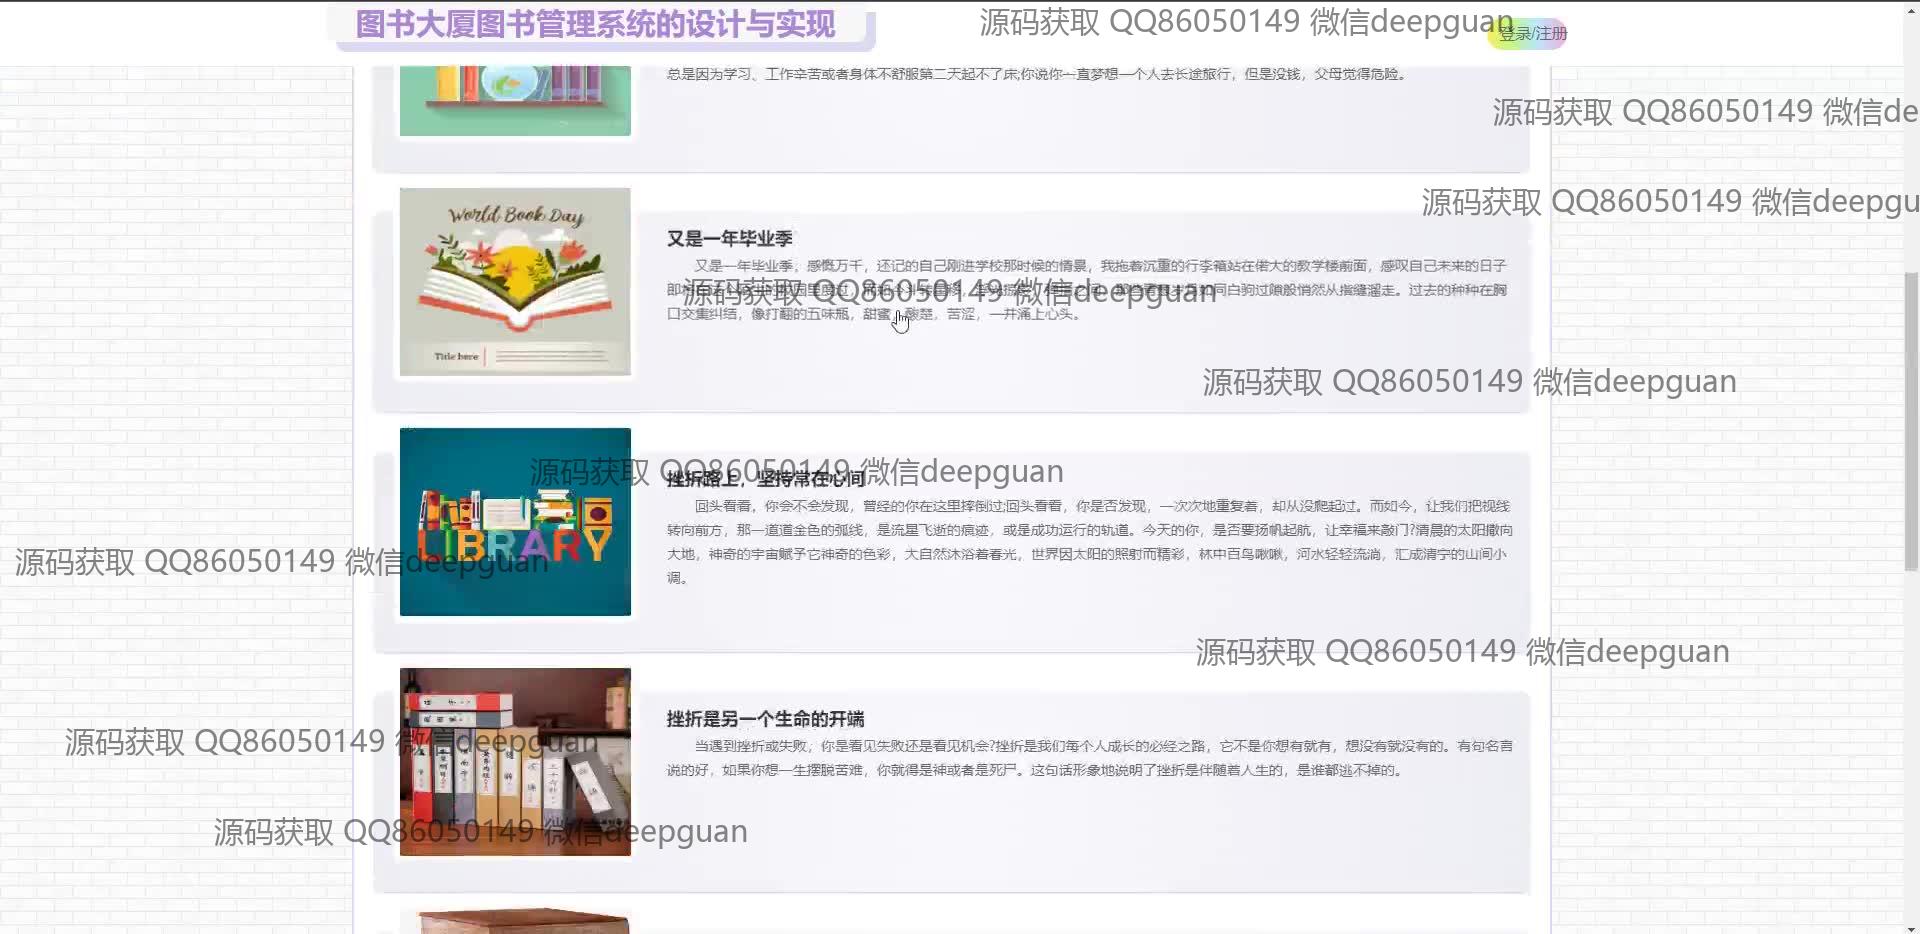 图书大厦图书管理系统的设计与实现
源码获取 QQ86050149 微信deepguan
登录/注册
总是因为学习、工作辛苦或者身体不舒服第二天起不了床;你说你一直梦想一个人去长途旅行，但是没钱，父母觉得危险。
源码获取 QQ86050149 微信dee
源码获取 QQ86050149 微信deepgu
World Book Day
Title here
又是一年毕业季
又是一年毕业季，感慨万千，还记的自己刚进学校那时候的情景，我拖着沉重的行李箱站在偌大的教学楼前面，感叹自己未来的日子
如同白驹过隙般悄然从指缝溜走。过去的种种在胸
源码获取 QQ86050149 微信deepguan
口交集纠结，像打翻的五味瓶，甜蜜，酸楚，苦涩，一并涌上心头。
源码获取 QQ86050149 微信deepguan
源码获取 QQ86050149 微信deepguan
LIBRARY
挫折路上，坚持常在心间
回头看看，你会不会发现，曾经的你在这里摔倒过;回头看看，你是否发现，一次次地重复着，却从没爬起过。而如今，让我们把视线
转向前方，那一道道金色的弧线，是流星飞逝的痕迹，或是成功运行的轨道。今天的你，是否要扬帆起航，让幸福来敲门?清晨的太阳撒向
大地，神奇的宇宙赋予它神奇的色彩，大自然沐浴着春光，世界因太阳的照射而精彩，林中百鸟啾啾，河水轻轻流淌，汇成清宁的山间小
调。
源码获取 QQ86050149 微信deepguan
源码获取 QQ86050149 微信deepguan
挫折是另一个生命的开端
当遇到挫折或失败，你是看见失败还是看见机会?挫折是我们每个人成长的必经之路，它不是你想有就有，想没有就没有的。有句名言
说的好，如果你想一生摆脱苦难，你就得是神或者是死尸。这句话形象地说明了挫折是伴随着人生的，是谁都逃不掉的。
源码获取 QQ86050149 微信deepguan
源码获取 QQ86050149 微信deepguan